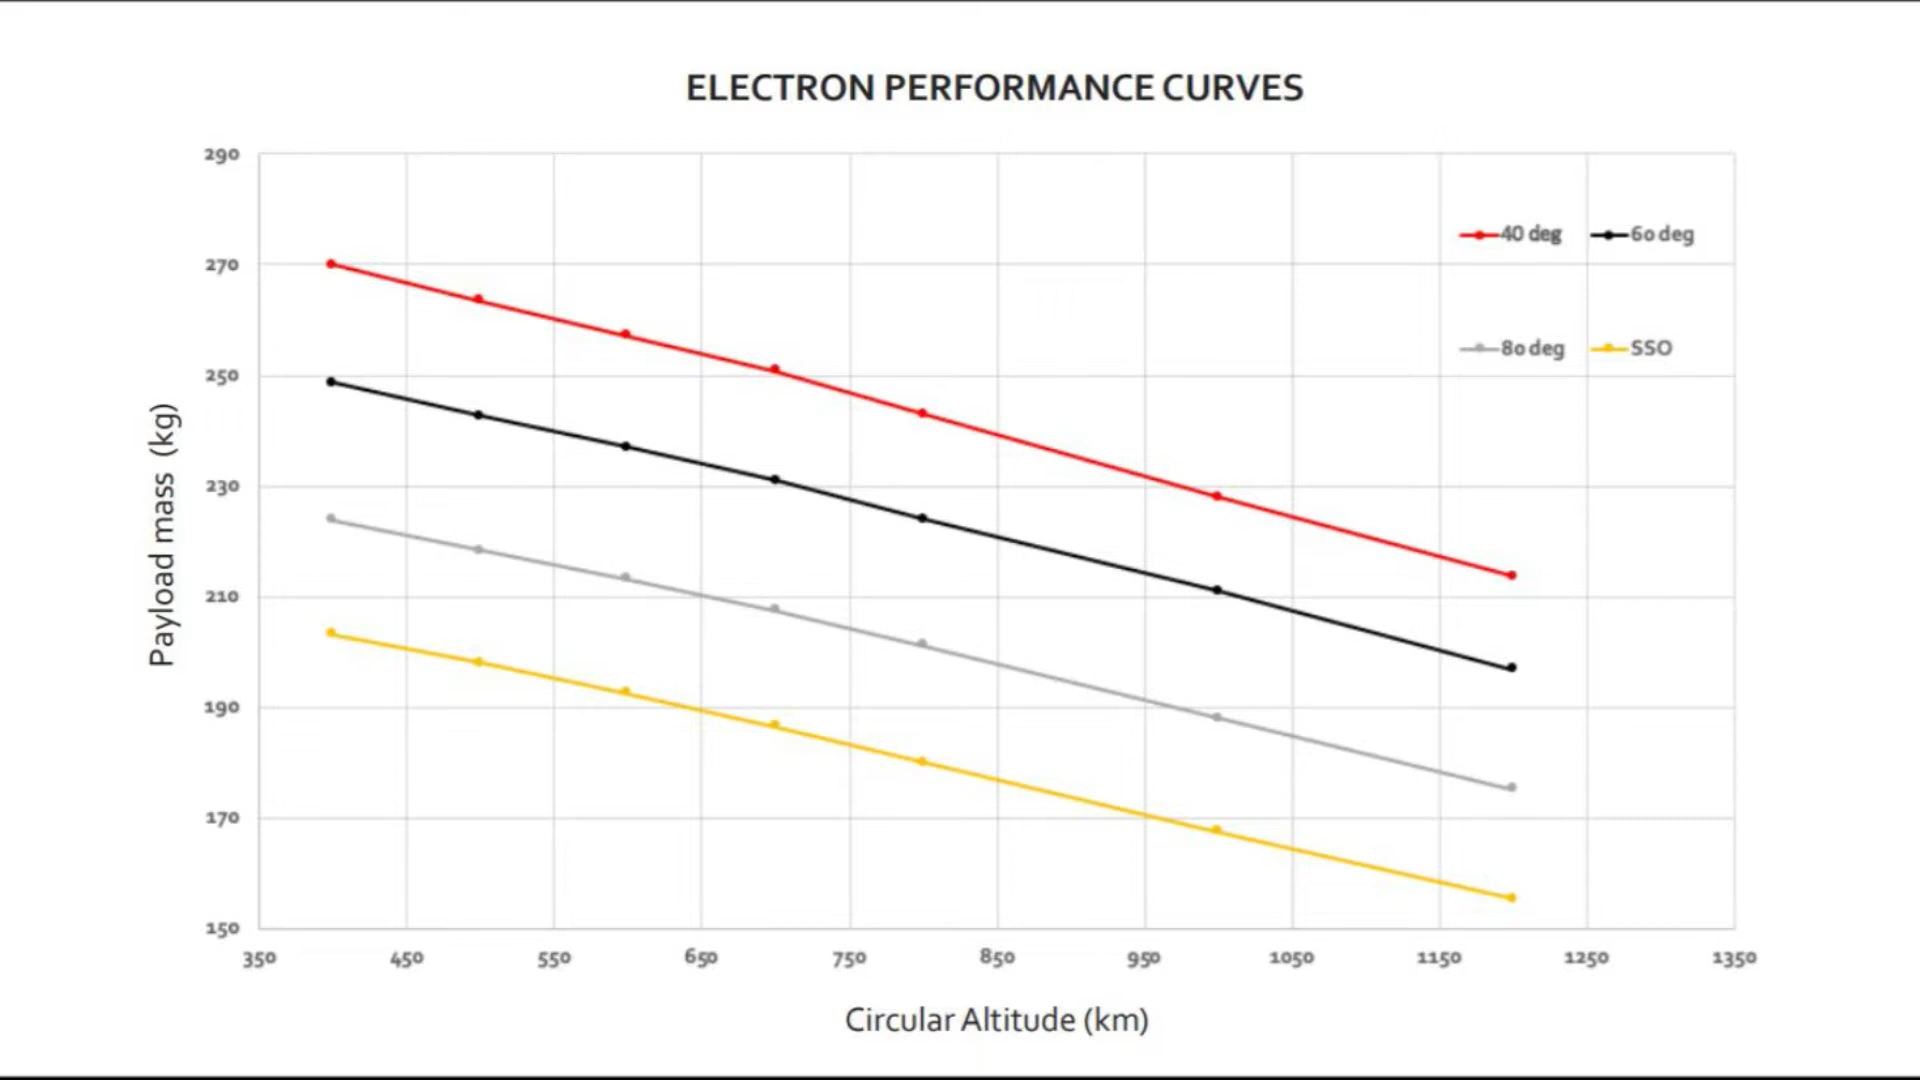 ELECTRON PERFORMANCE CURVES
290
270
250
230
210
190
170
150
Payload mass (kg)
40 deg
60 deg
80 deg
SSO
350 450 550 650 750 850 950 1050 1150 1250 1350
Circular Altitude (km)